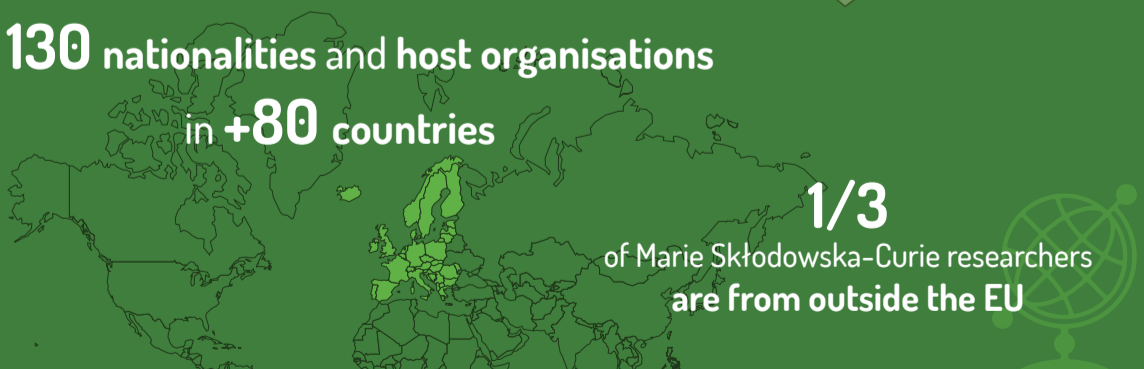 130 nationalities and host organisations
in +80 countries
1/3
of Marie Skłodowska-Curie researchers
are from outside the EU